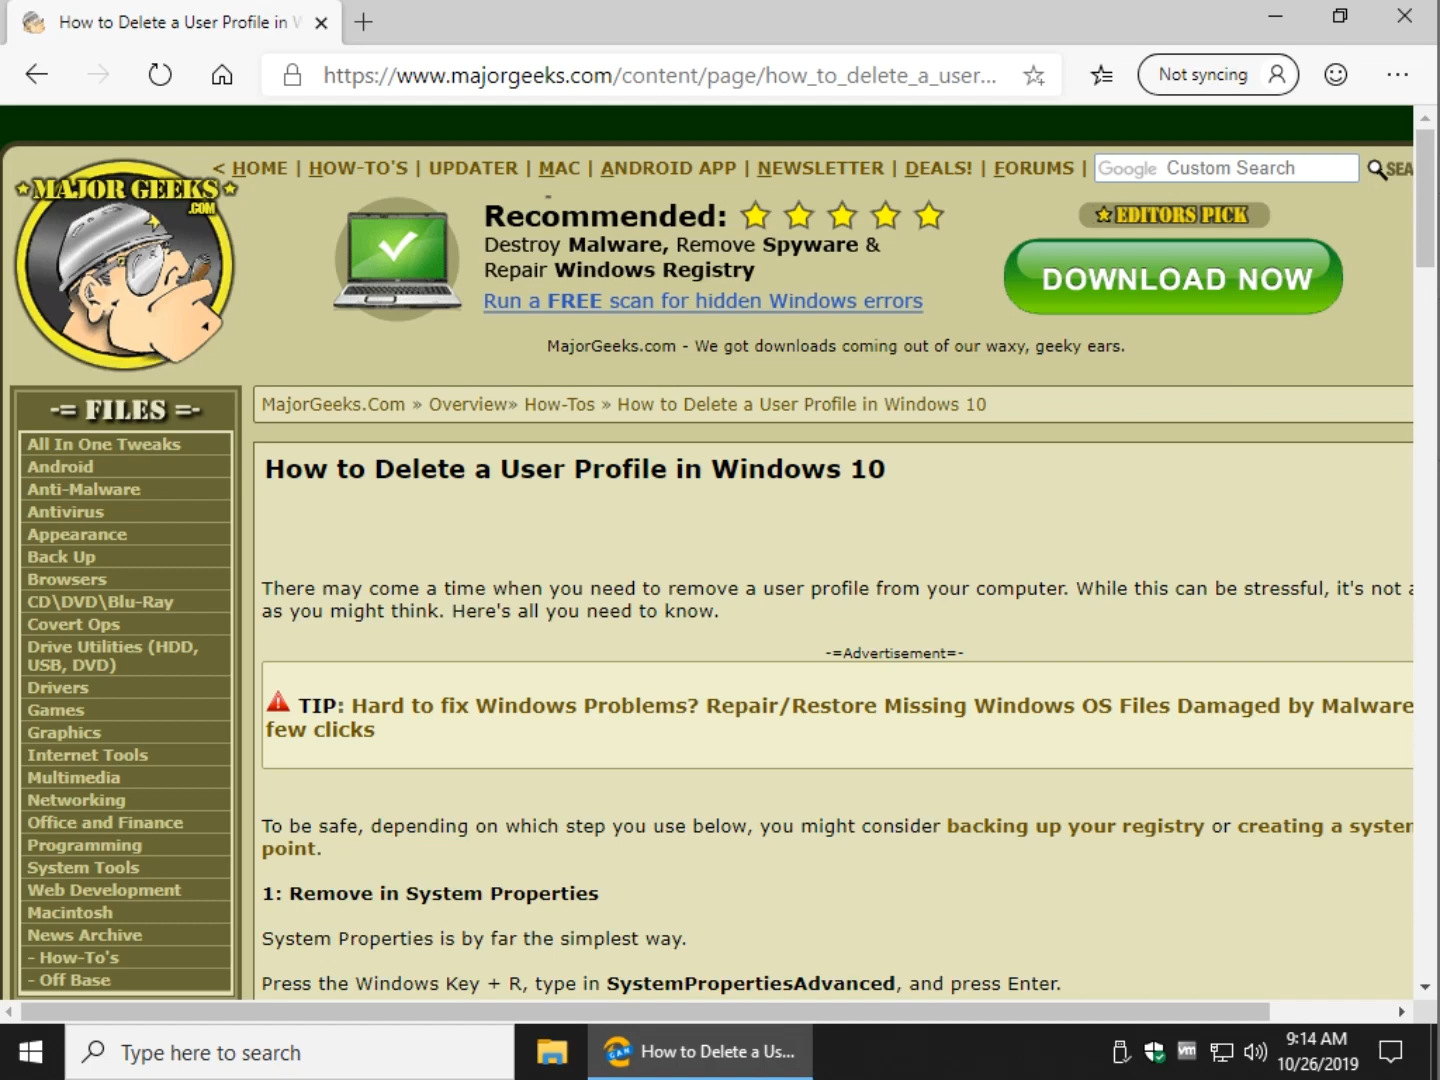 How to Delete a User Profile in
Not syncing
https://www.majorgeeks.com/content/page/how_to_delete_a_user...
MAJOR GEEKS
.COM
< HOME | HOW-TO'S | UPDATER | MAC | ANDROID APP | NEWSLETTER | DEALS! | FORUMS |
Google Custom Search
SEA
Recommended:
Destroy Malware, Remove Spyware &
Repair Windows Registry
Run a FREE scan for hidden Windows errors
EDITORS PICK
DOWNLOAD NOW
MajorGeeks.com - We got downloads coming out of our waxy, geeky ears.
-= FILES =-
All In One Tweaks
Android
Anti-Malware
Antivirus
Appearance
Back Up
Browsers
CD\DVD\Blu-Ray
Covert Ops
Drive Utilities (HDD,
USB, DVD)
Drivers
Games
Graphics
Internet Tools
Multimedia
Networking
Office and Finance
Programming
System Tools
Web Development
Macintosh
News Archive
- How-To's
- Off Base
MajorGeeks.Com » Overview» How-Tos » How to Delete a User Profile in Windows 10
How to Delete a User Profile in Windows 10
There may come a time when you need to remove a user profile from your computer. While this can be stressful, it's not
as you might think. Here's all you need to know.
-=Advertisement=-
TIP: Hard to fix Windows Problems? Repair/Restore Missing Windows OS Files Damaged by Malware
few clicks
To be safe, depending on which step you use below, you might consider backing up your registry or creating a system
point.
1: Remove in System Properties
System Properties is by far the simplest way.
Press the Windows Key + R, type in SystemPropertiesAdvanced, and press Enter.
Type here to search
CAN
How to Delete a Us...
vm
9:14 AM
10/26/2019